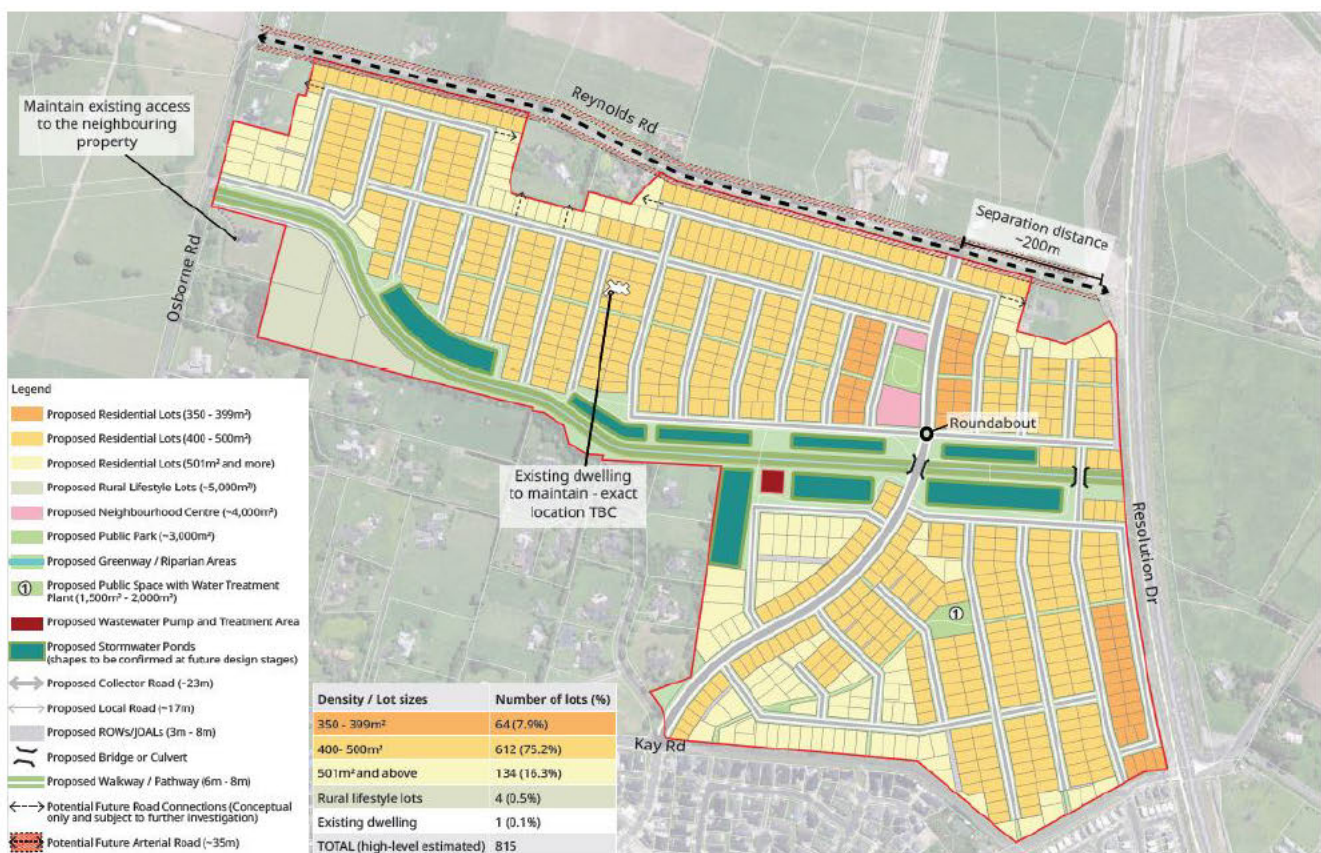 Maintain existing access
to the neighbouring
property
Reynolds Rd
Separation distance
~200m
Osborne Rd
Roundabout
Existing dwelling
to maintain - exact
location TBC
Resolution Dr
Kay Rd
Legend
Proposed Residential Lots (350 - 399m²)
Proposed Residential Lots (400 - 500m²)
Proposed Residential Lots (501m² and more)
Proposed Rural Lifestyle Lots (~5,000m²)
Proposed Neighbourhood Centre (~4,000m²)
Proposed Public Park (~3,000m²)
Proposed Greenway / Riparian Areas
① Proposed Public Space with Water Treatment
Plant (1,500m² - 2,000m²)
Proposed Wastewater Pump and Treatment Area
Proposed Stormwater Ponds
(shapes to be confirmed at future design stages)
Proposed Collector Road (~23m)
Proposed Local Road (~17m)
Proposed ROWs/JOALs (3m - 8m)
Proposed Bridge or Culvert
Proposed Walkway / Pathway (6m - 8m)
Potential Future Road Connections (Conceptual
only and subject to further investigation)
Potential Future Arterial Road (~35m)
①
Density / Lot sizes Number of lots (%)
350 - 399m² 64 (7.9%)
400- 500m² 612 (75.2%)
501m² and above 134 (16.3%)
Rural lifestyle lots 4 (0.5%)
Existing dwelling 1 (0.1%)
TOTAL (high-level estimated) 815